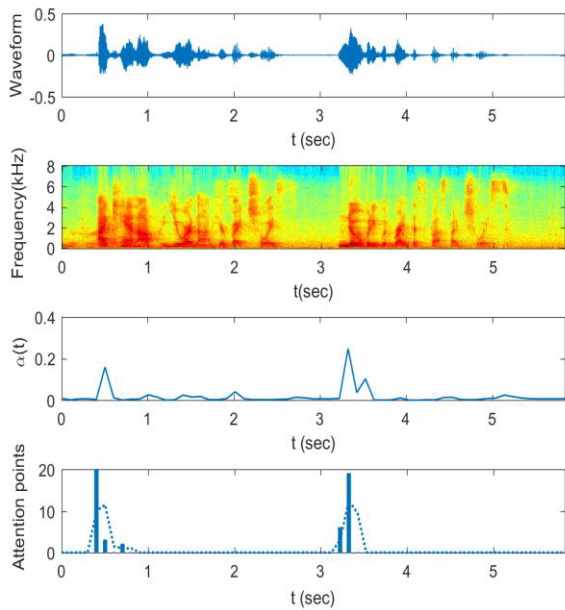 0.5
0
-0.5
Waveform
0 1 2 3 4 5
t (sec)
8
6
4
2
0
Frequency(kHz)
0 1 2 3 4 5
t(sec)
0.4
0.2
0
α(t)
0 1 2 3 4 5
t (sec)
20
10
0
Attention points
0 1 2 3 4 5
t (sec)